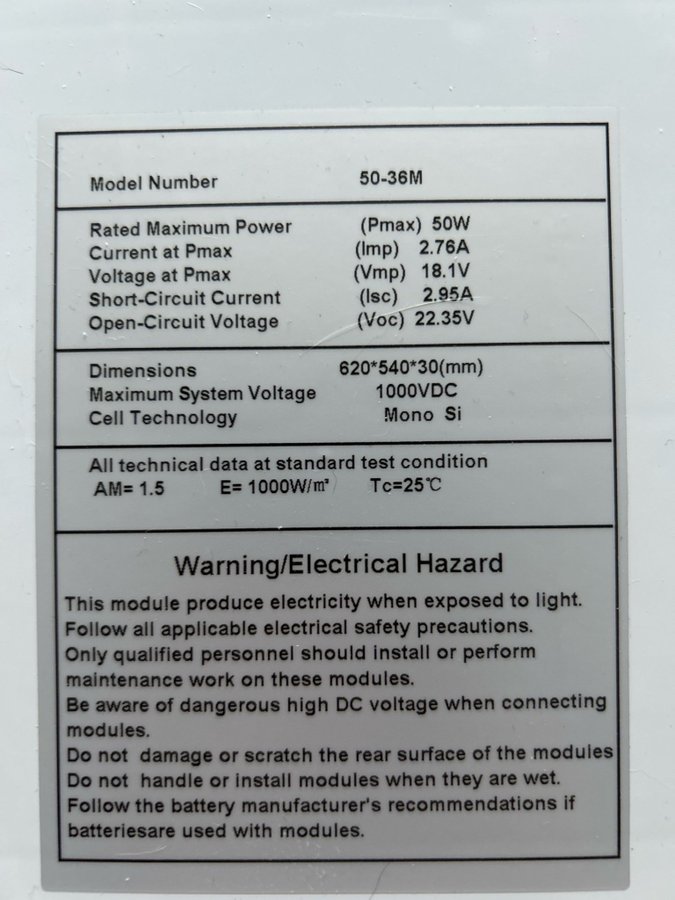 Model Number 50-36M
Rated Maximum Power (Pmax) 50W
Current at Pmax (Imp) 2.76A
Voltage at Pmax (Vmp) 18.1V
Short-Circuit Current (Isc) 2.95A
Open-Circuit Voltage (Voc) 22.35V
Dimensions 620*540*30(mm)
Maximum System Voltage 1000VDC
Cell Technology Mono Si
All technical data at standard test condition
AM= 1.5 E= 1000W/m² Tc=25℃
Warning/Electrical Hazard
This module produce electricity when exposed to light.
Follow all applicable electrical safety precautions.
Only qualified personnel should install or perform
maintenance work on these modules.
Be aware of dangerous high DC voltage when connecting
modules.
Do not damage or scratch the rear surface of the modules
Do not handle or install modules when they are wet.
Follow the battery manufacturer's recommendations if
batteriesare used with modules.